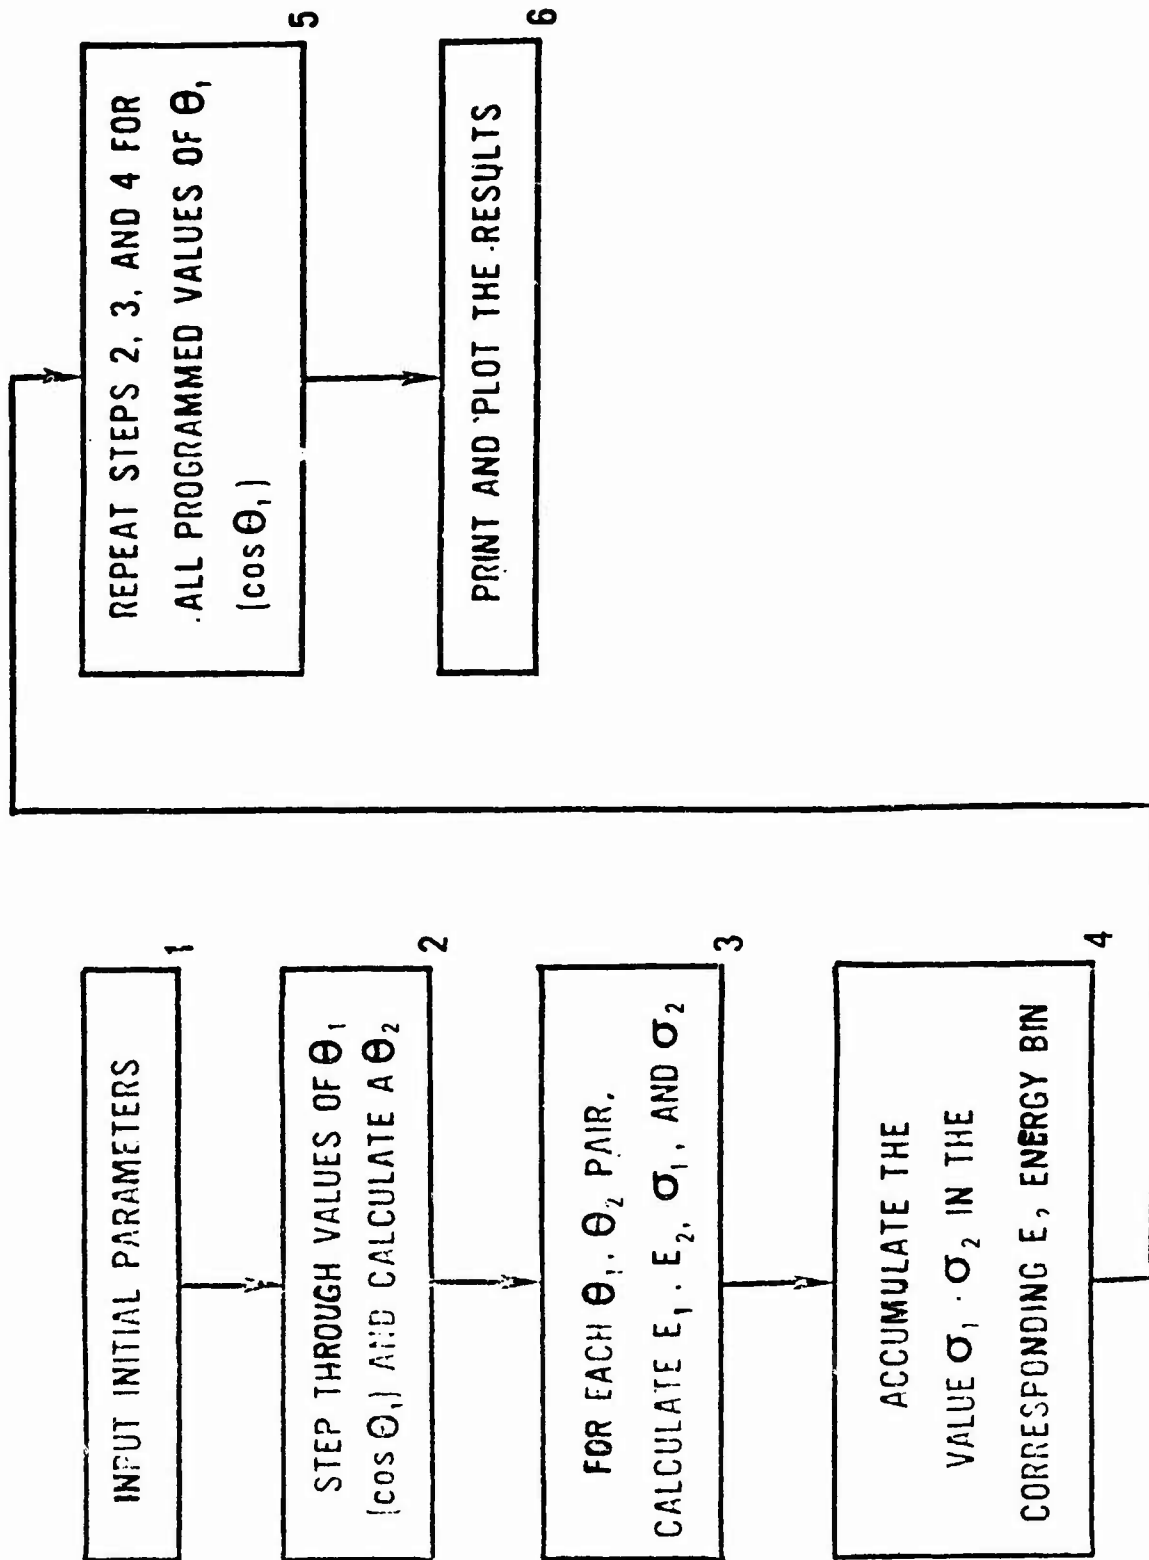 INPUT INITIAL PARAMETERS
1
STEP THROUGH VALUES OF Θ₁
(cos Θ₁) AND CALCULATE A Θ₂
2
FOR EACH Θ₁, Θ₂ PAIR,
CALCULATE E₁, E₂, σ₁, AND σ₂
3
ACCUMULATE THE
VALUE σ₁ · σ₂ IN THE
CORRESPONDING E₂ ENERGY BIN
4
REPEAT STEPS 2, 3, AND 4 FOR
ALL PROGRAMMED VALUES OF Θ₁
(cos Θ₁)
5
PRINT AND PLOT THE RESULTS
6